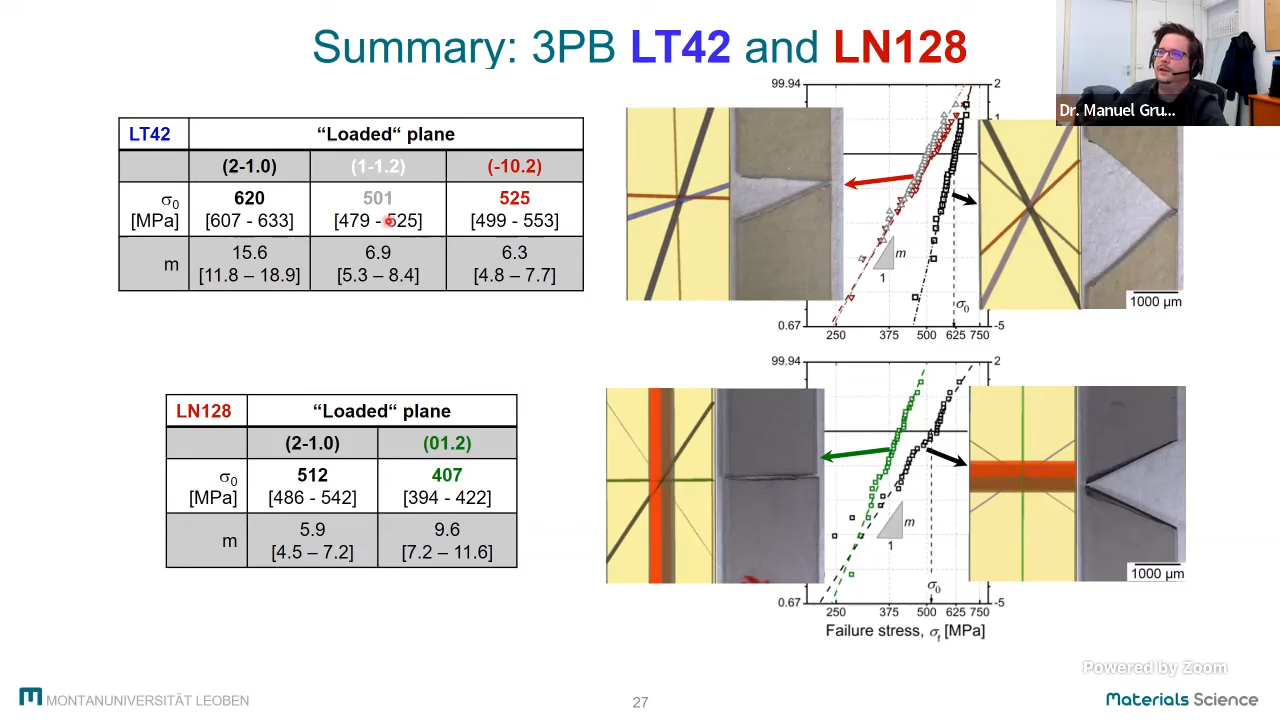 Summary: 3PB LT42 and LN128
Dr. Manuel Gru...
LT42 “Loaded“ plane
(2-1.0) (1-1.2) (-10.2)
σ0 [MPa] 620 [607 - 633] 501 [479 - 525] 525 [499 - 553]
m 15.6 [11.8 – 18.9] 6.9 [5.3 – 8.4] 6.3 [4.8 – 7.7]
99.94 2
1
m
1
σ0
0.67 -5
250 375 500 625 750
1000 µm
LN128 “Loaded“ plane
(2-1.0) (01.2)
σ0 [MPa] 512 [486 - 542] 407 [394 - 422]
m 5.9 [4.5 – 7.2] 9.6 [7.2 – 11.6]
99.94 2
m
1
σ0
0.67 -5
250 375 500 625 750
Failure stress, σf [MPa]
1000 µm
Powered by Zoom
MONTANUNIVERSITÄT LEOBEN
27
Materials Science